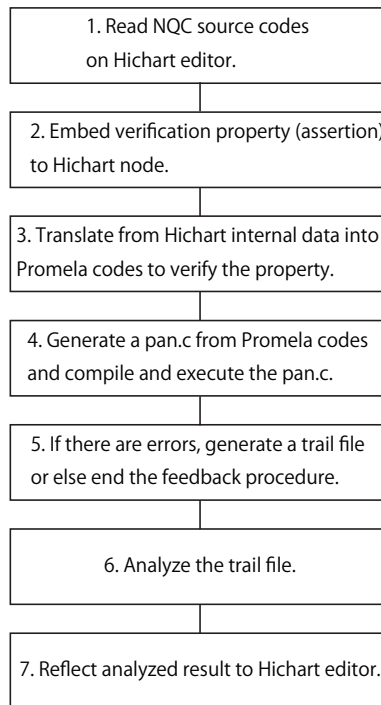 1. Read NQC source codes
on Hichart editor.
2. Embed verification property (assertion)
to Hichart node.
3. Translate from Hichart internal data into
Promela codes to verify the property.
4. Generate a pan.c from Promela codes
and compile and execute the pan.c.
5. If there are errors, generate a trail file
or else end the feedback procedure.
6. Analyze the trail file.
7. Reflect analyzed result to Hichart editor.